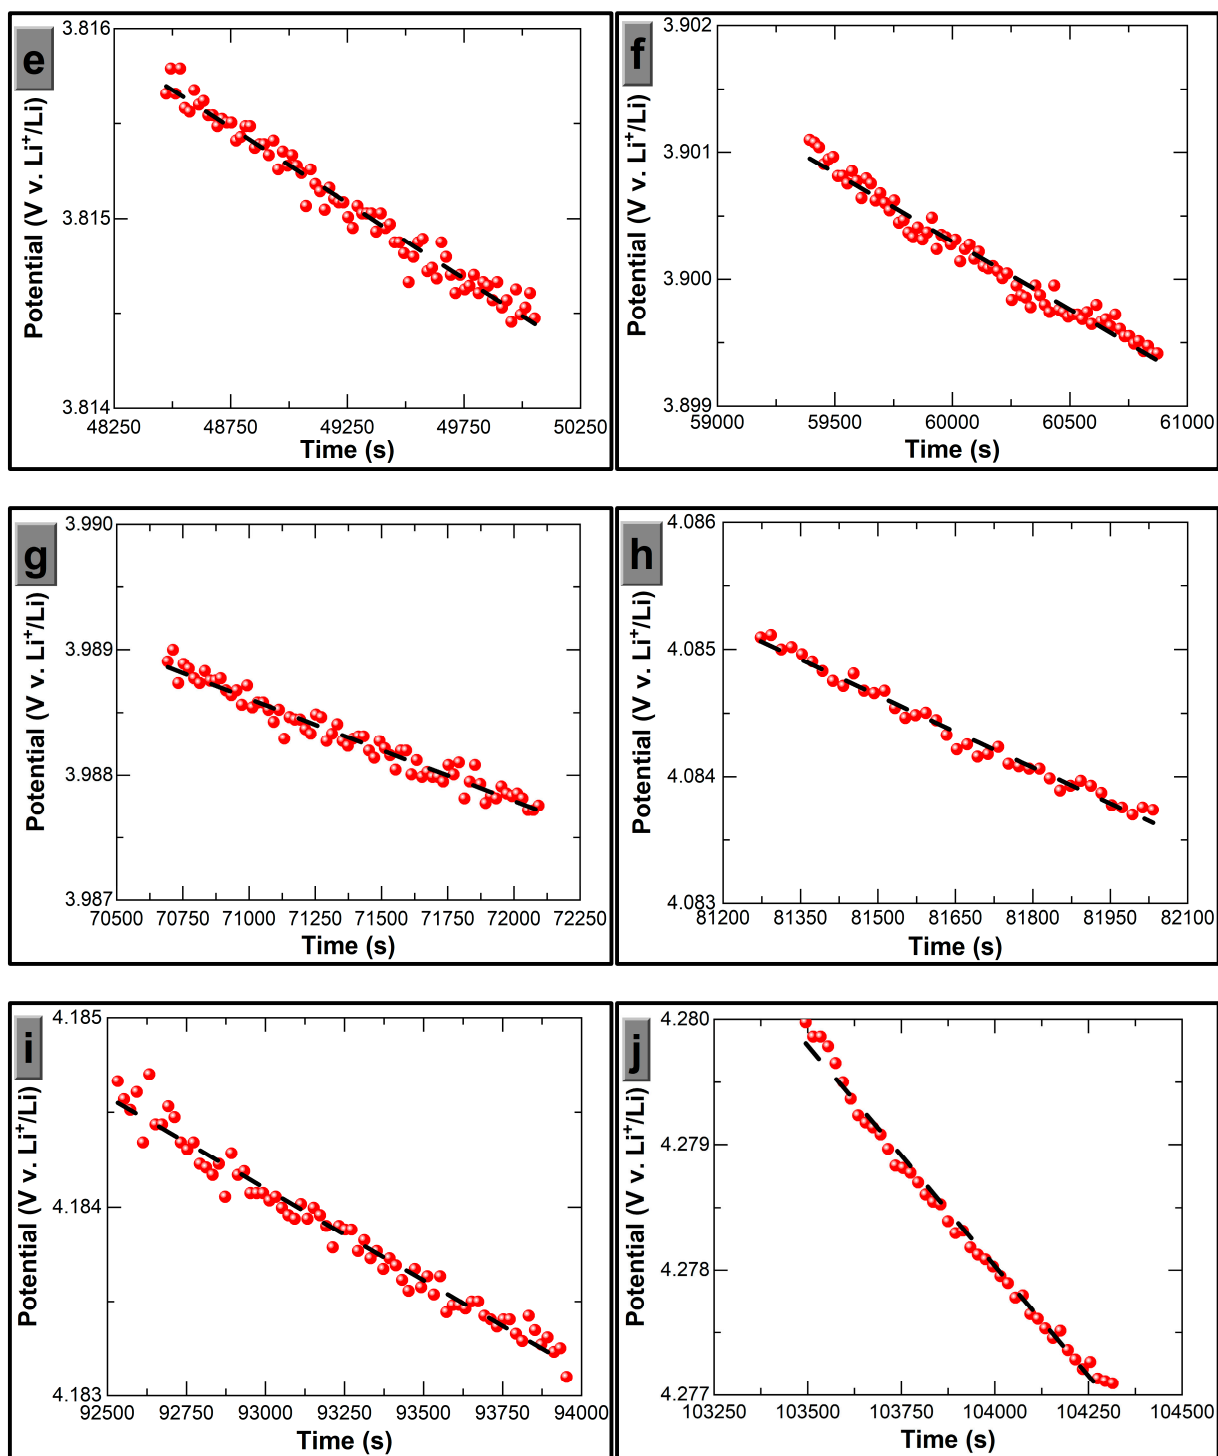 e
3.816
3.815
3.814
48250 48750 49250 49750 50250
Time (s)
Potential (V v. Li⁺/Li)
f
3.902
3.901
3.900
3.899
59000 59500 60000 60500 61000
Time (s)
Potential (V v. Li⁺/Li)
g
3.990
3.989
3.988
3.987
70500 70750 71000 71250 71500 71750 72000 72250
Time (s)
Potential (V v. Li⁺/Li)
h
4.086
4.085
4.084
4.083
81200 81350 81500 81650 81800 81950 82100
Time (s)
Potential (V v. Li⁺/Li)
i
4.185
4.184
4.183
92500 92750 93000 93250 93500 93750 94000
Time (s)
Potential (V v. Li⁺/Li)
j
4.280
4.279
4.278
4.277
103250 103500 103750 104000 104250 104500
Time (s)
Potential (V v. Li⁺/Li)